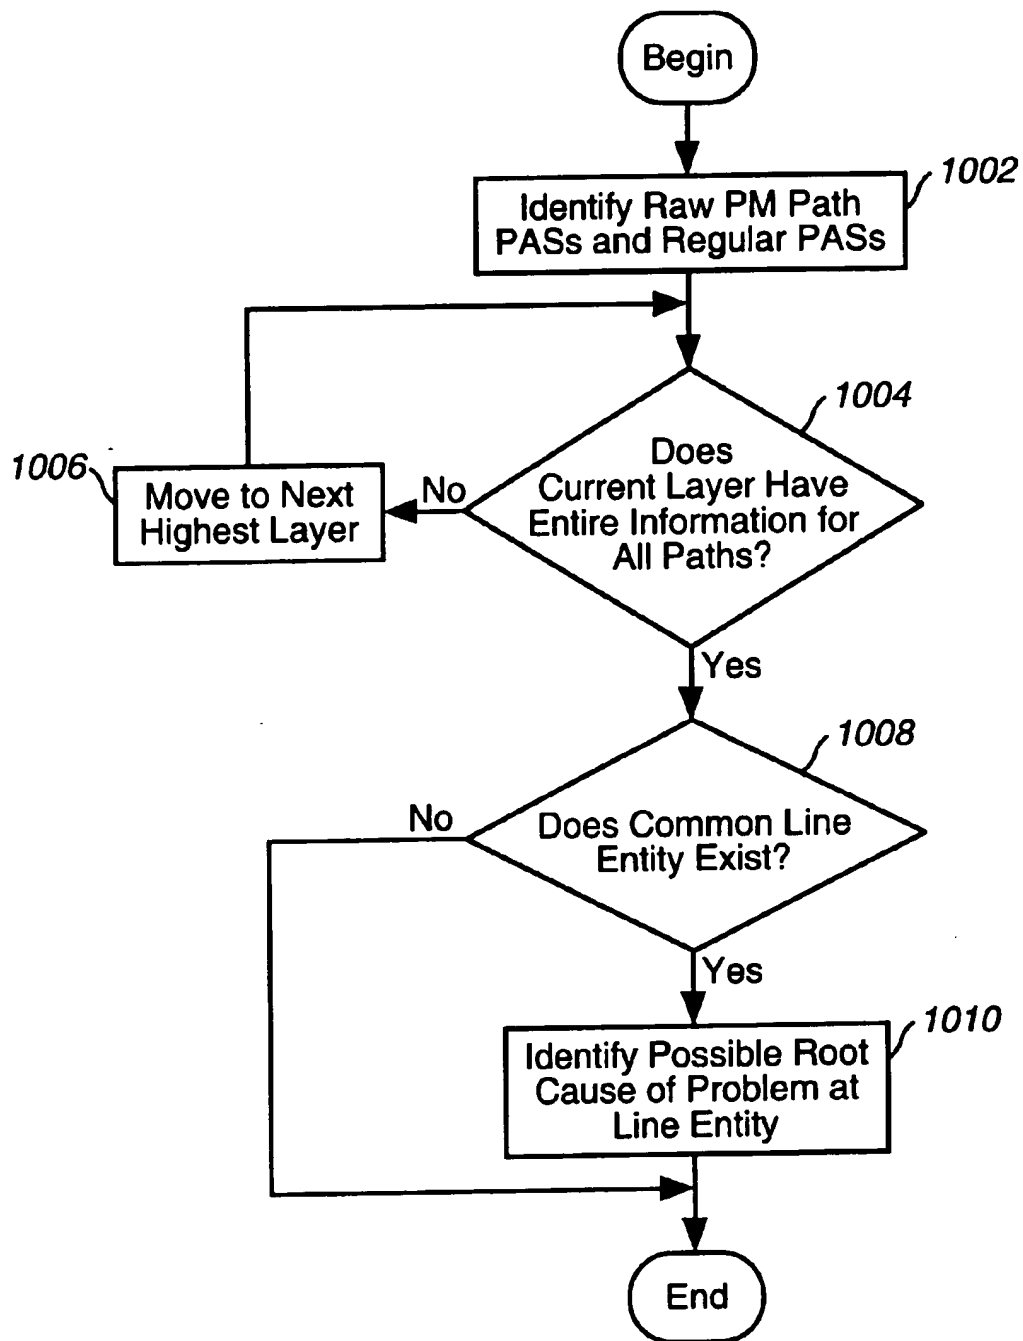 Begin
1002
Identify Raw PM Path
PASs and Regular PASs
1004
Does
Current Layer Have
Entire Information for
All Paths?
No
1006
Move to Next
Highest Layer
Yes
1008
Does Common Line
Entity Exist?
No
Yes
1010
Identify Possible Root
Cause of Problem at
Line Entity
End